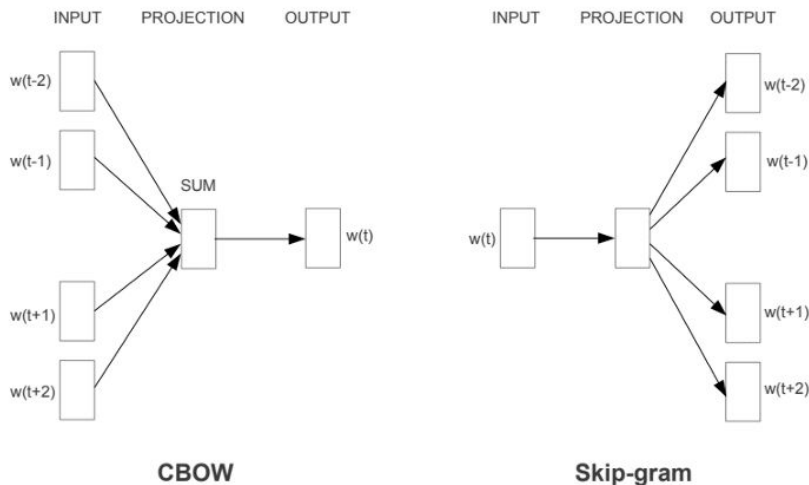 INPUT PROJECTION OUTPUT
w(t-2)
w(t-1)
SUM
w(t)
w(t+1)
w(t+2)
CBOW
INPUT PROJECTION OUTPUT
w(t-2)
w(t-1)
w(t)
w(t+1)
w(t+2)
Skip-gram